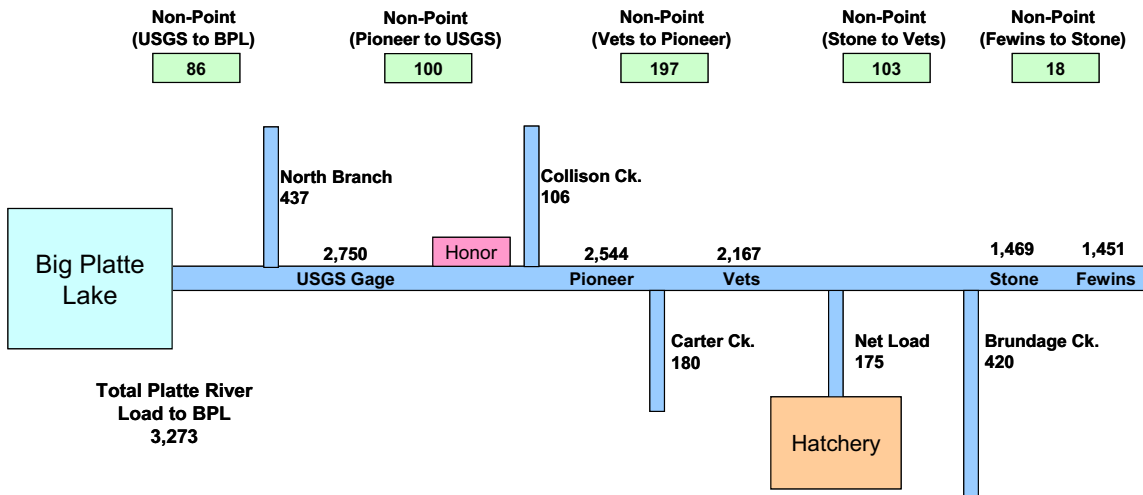 Non-Point
(USGS to BPL)
86
Non-Point
(Pioneer to USGS)
100
Non-Point
(Vets to Pioneer)
197
Non-Point
(Stone to Vets)
103
Non-Point
(Fewins to Stone)
18
North Branch
437
Collison Ck.
106
Big Platte
Lake
2,750
USGS Gage
Honor
2,544
Pioneer
2,167
Vets
1,469
Stone
1,451
Fewins
Carter Ck.
180
Net Load
175
Brundage Ck.
420
Total Platte River
Load to BPL
3,273
Hatchery